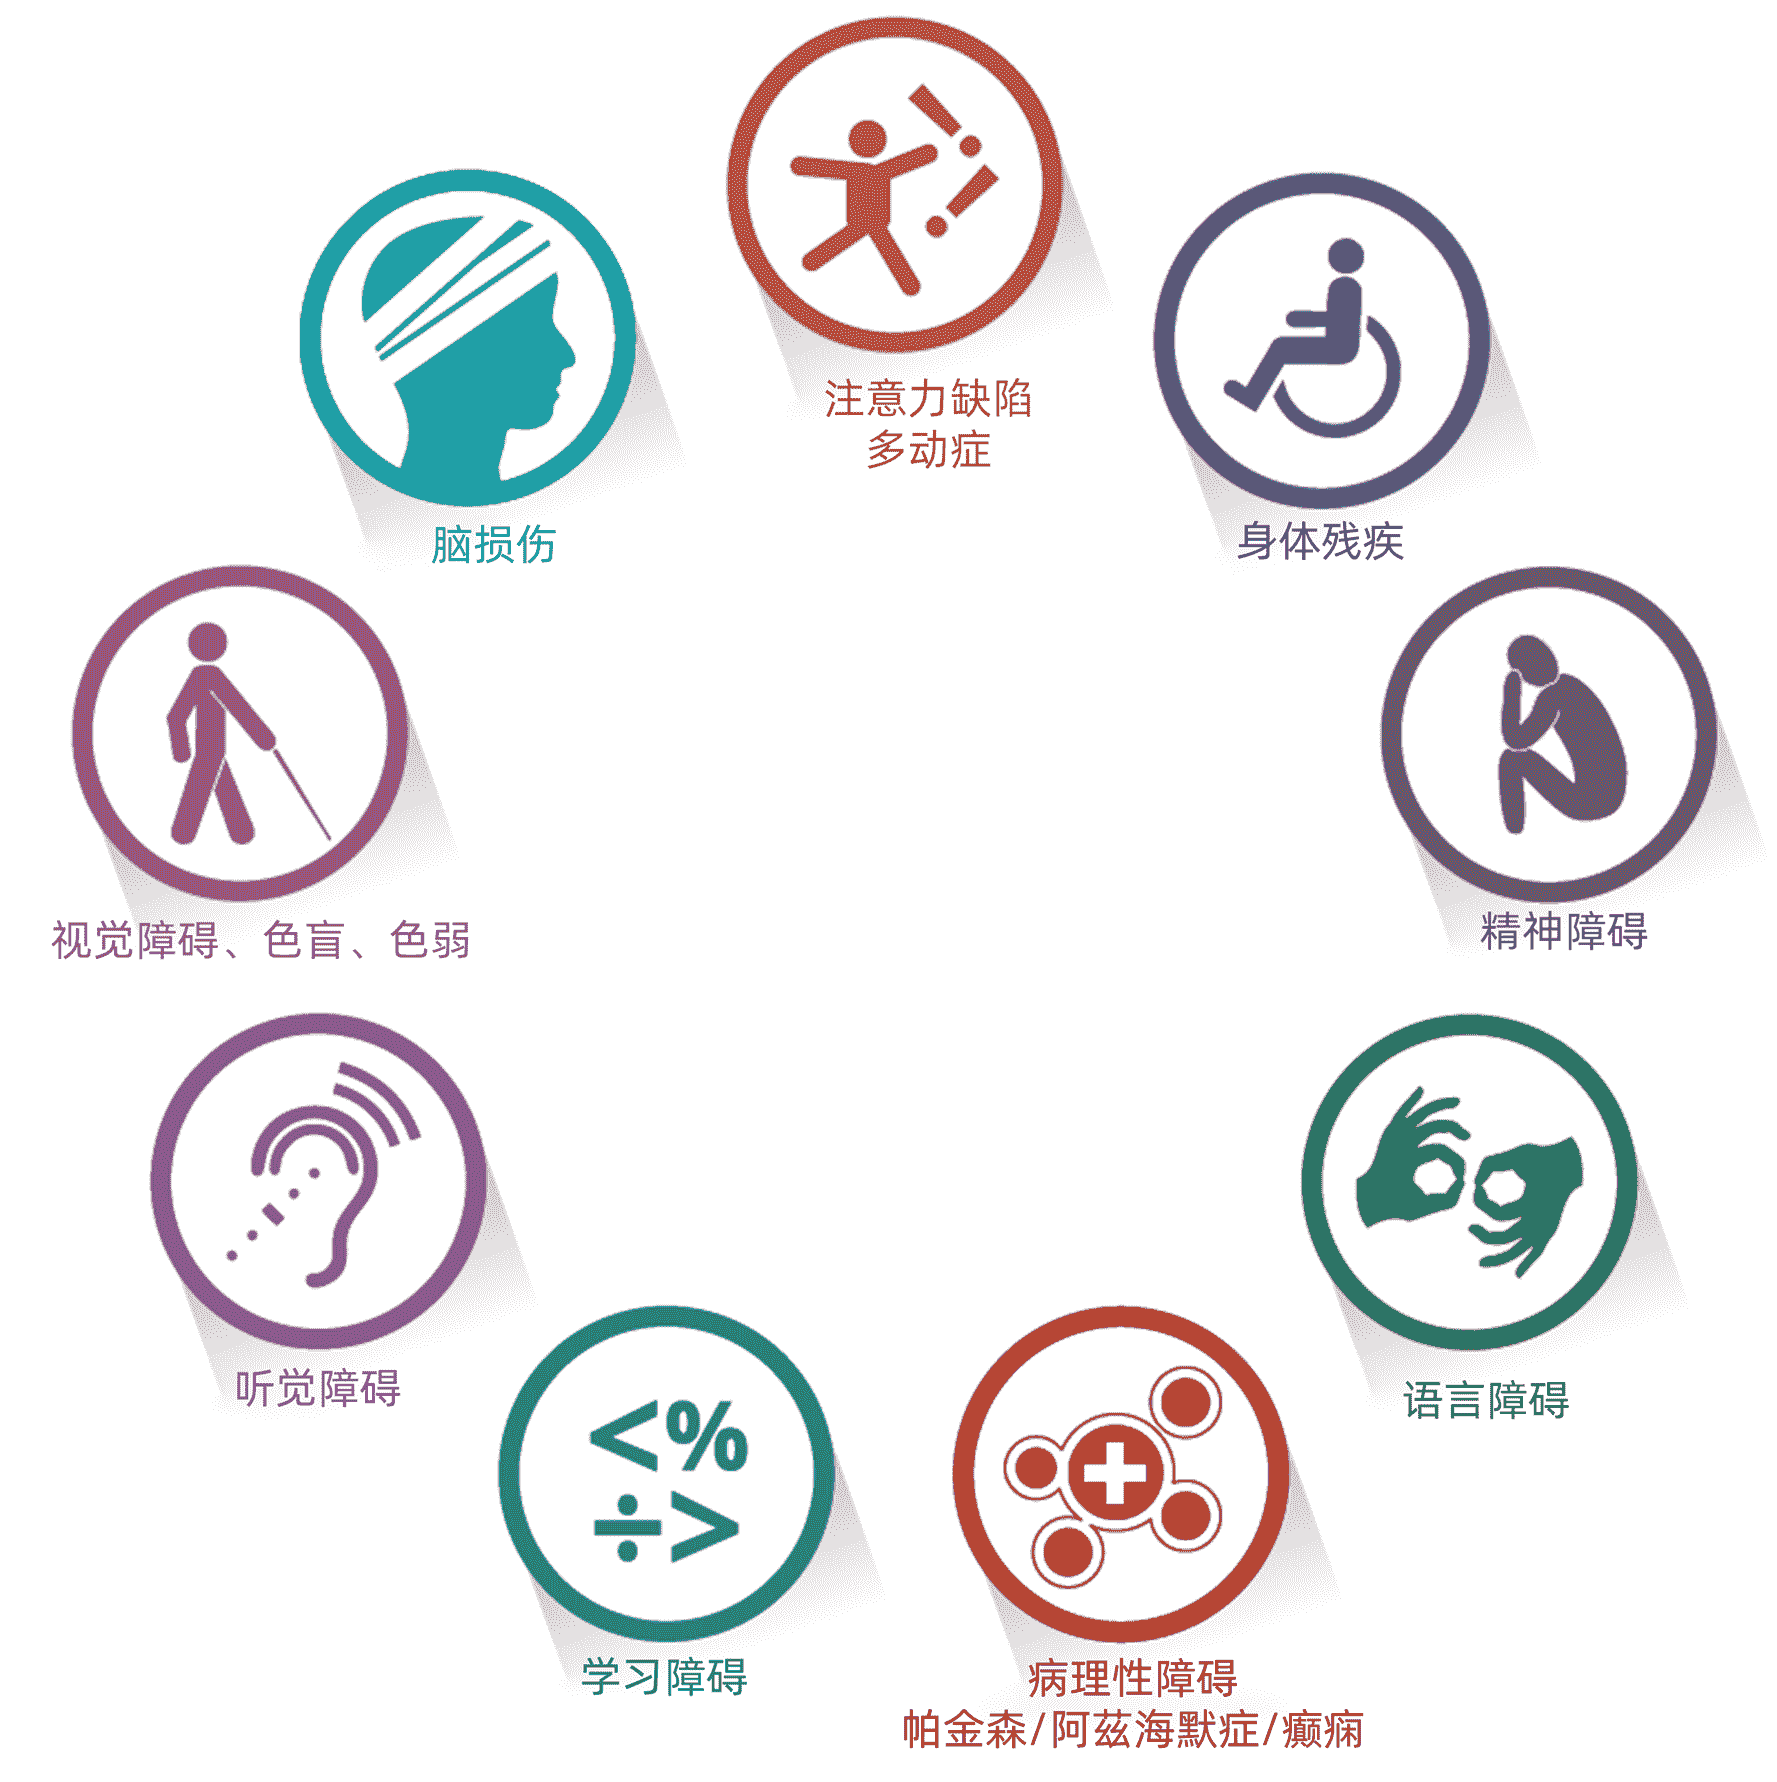 注意力缺陷
多动症
脑损伤
身体残疾
视觉障碍、色盲、色弱
精神障碍
听觉障碍
语言障碍
<%
÷>
学习障碍
病理性障碍
帕金森/阿兹海默症/癫痫